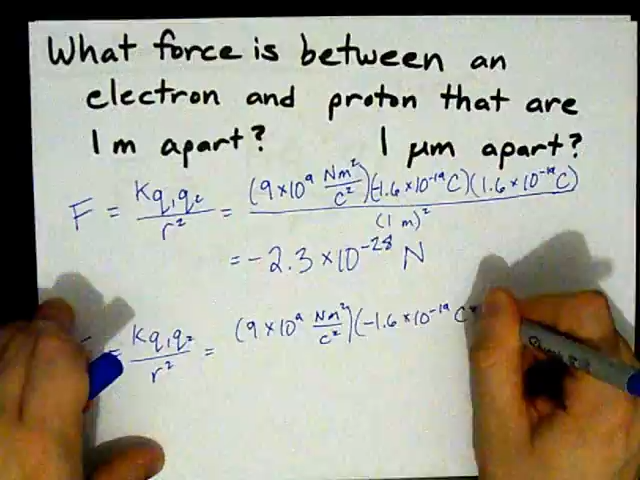 What force is between an
electron and proton that are
1 m apart? 1 μm apart?
F = Kq₁q₂/r² = (9×10⁹ Nm²/C²)(-1.6×10⁻¹⁹C)(1.6×10⁻¹⁹C)/(1 m)²
= -2.3×10⁻²⁸ N
= Kq₁q₂/r² = (9×10⁹ Nm²/C²)(-1.6×10⁻¹⁹ C